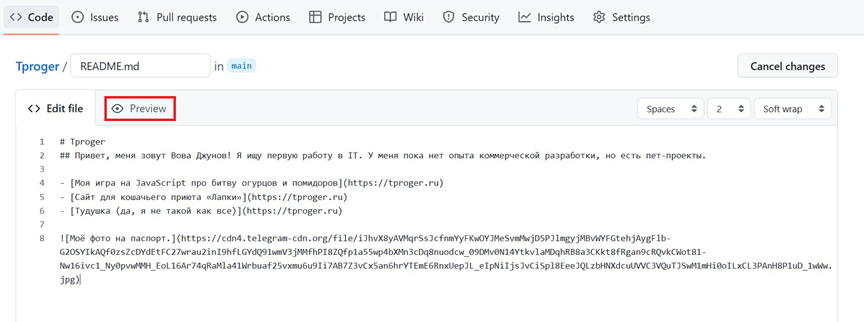 Code Issues Pull requests Actions Projects Wiki Security Insights Settings
Tproger / README.md in main Cancel changes
Edit file Preview Spaces 2 Soft wrap
1 # Tproger
2 ## Привет, меня зовут Вова Джунов! Я ищу первую работу в IT. У меня пока нет опыта коммерческой разработки, но есть пет-проекты.
3
4 - [Моя игра на JavaScript про битву огурцов и помидоров](https://tproger.ru)
5 - [Сайт для кошачьего приюта «Лапки»](https://tproger.ru)
6 - [Тудушка (да, я не такой как все)](https://tproger.ru)
7
8 ![Моё фото на паспорт.](https://cdn4.telegram-cdn.org/file/iJhvX8yAVMqrSsJcfnmYyFKwOYJMeSvmMwjD5PJlmgyjMBvWYFGtehjAygFlb-
G2OSYIkAQf0zsZcDYdEtFC27wrau2inI9hfLGYdQ91wmV3jMMfhPI8ZQfp1a55wp4bXMn3cDq8nuodcw_09DMv0N14YtkvlaMDqhRB8a3CKkt8fRgan9cRQvkCWot81-
Nw16ivc1_Ny0pvwMMH_EoL16Ar74qRaMla41Wrbuaf25vxmu6u9Ii7AB7Z3vCx5an6hrYTEmE6RnxUepJL_eIpNiIjsJvCiSpl8EeeJQLzbHNXdcuUVVC3VQuTJSwM1mHi0oILxCL3PAnH8P1uD_1wWw.
jpg)